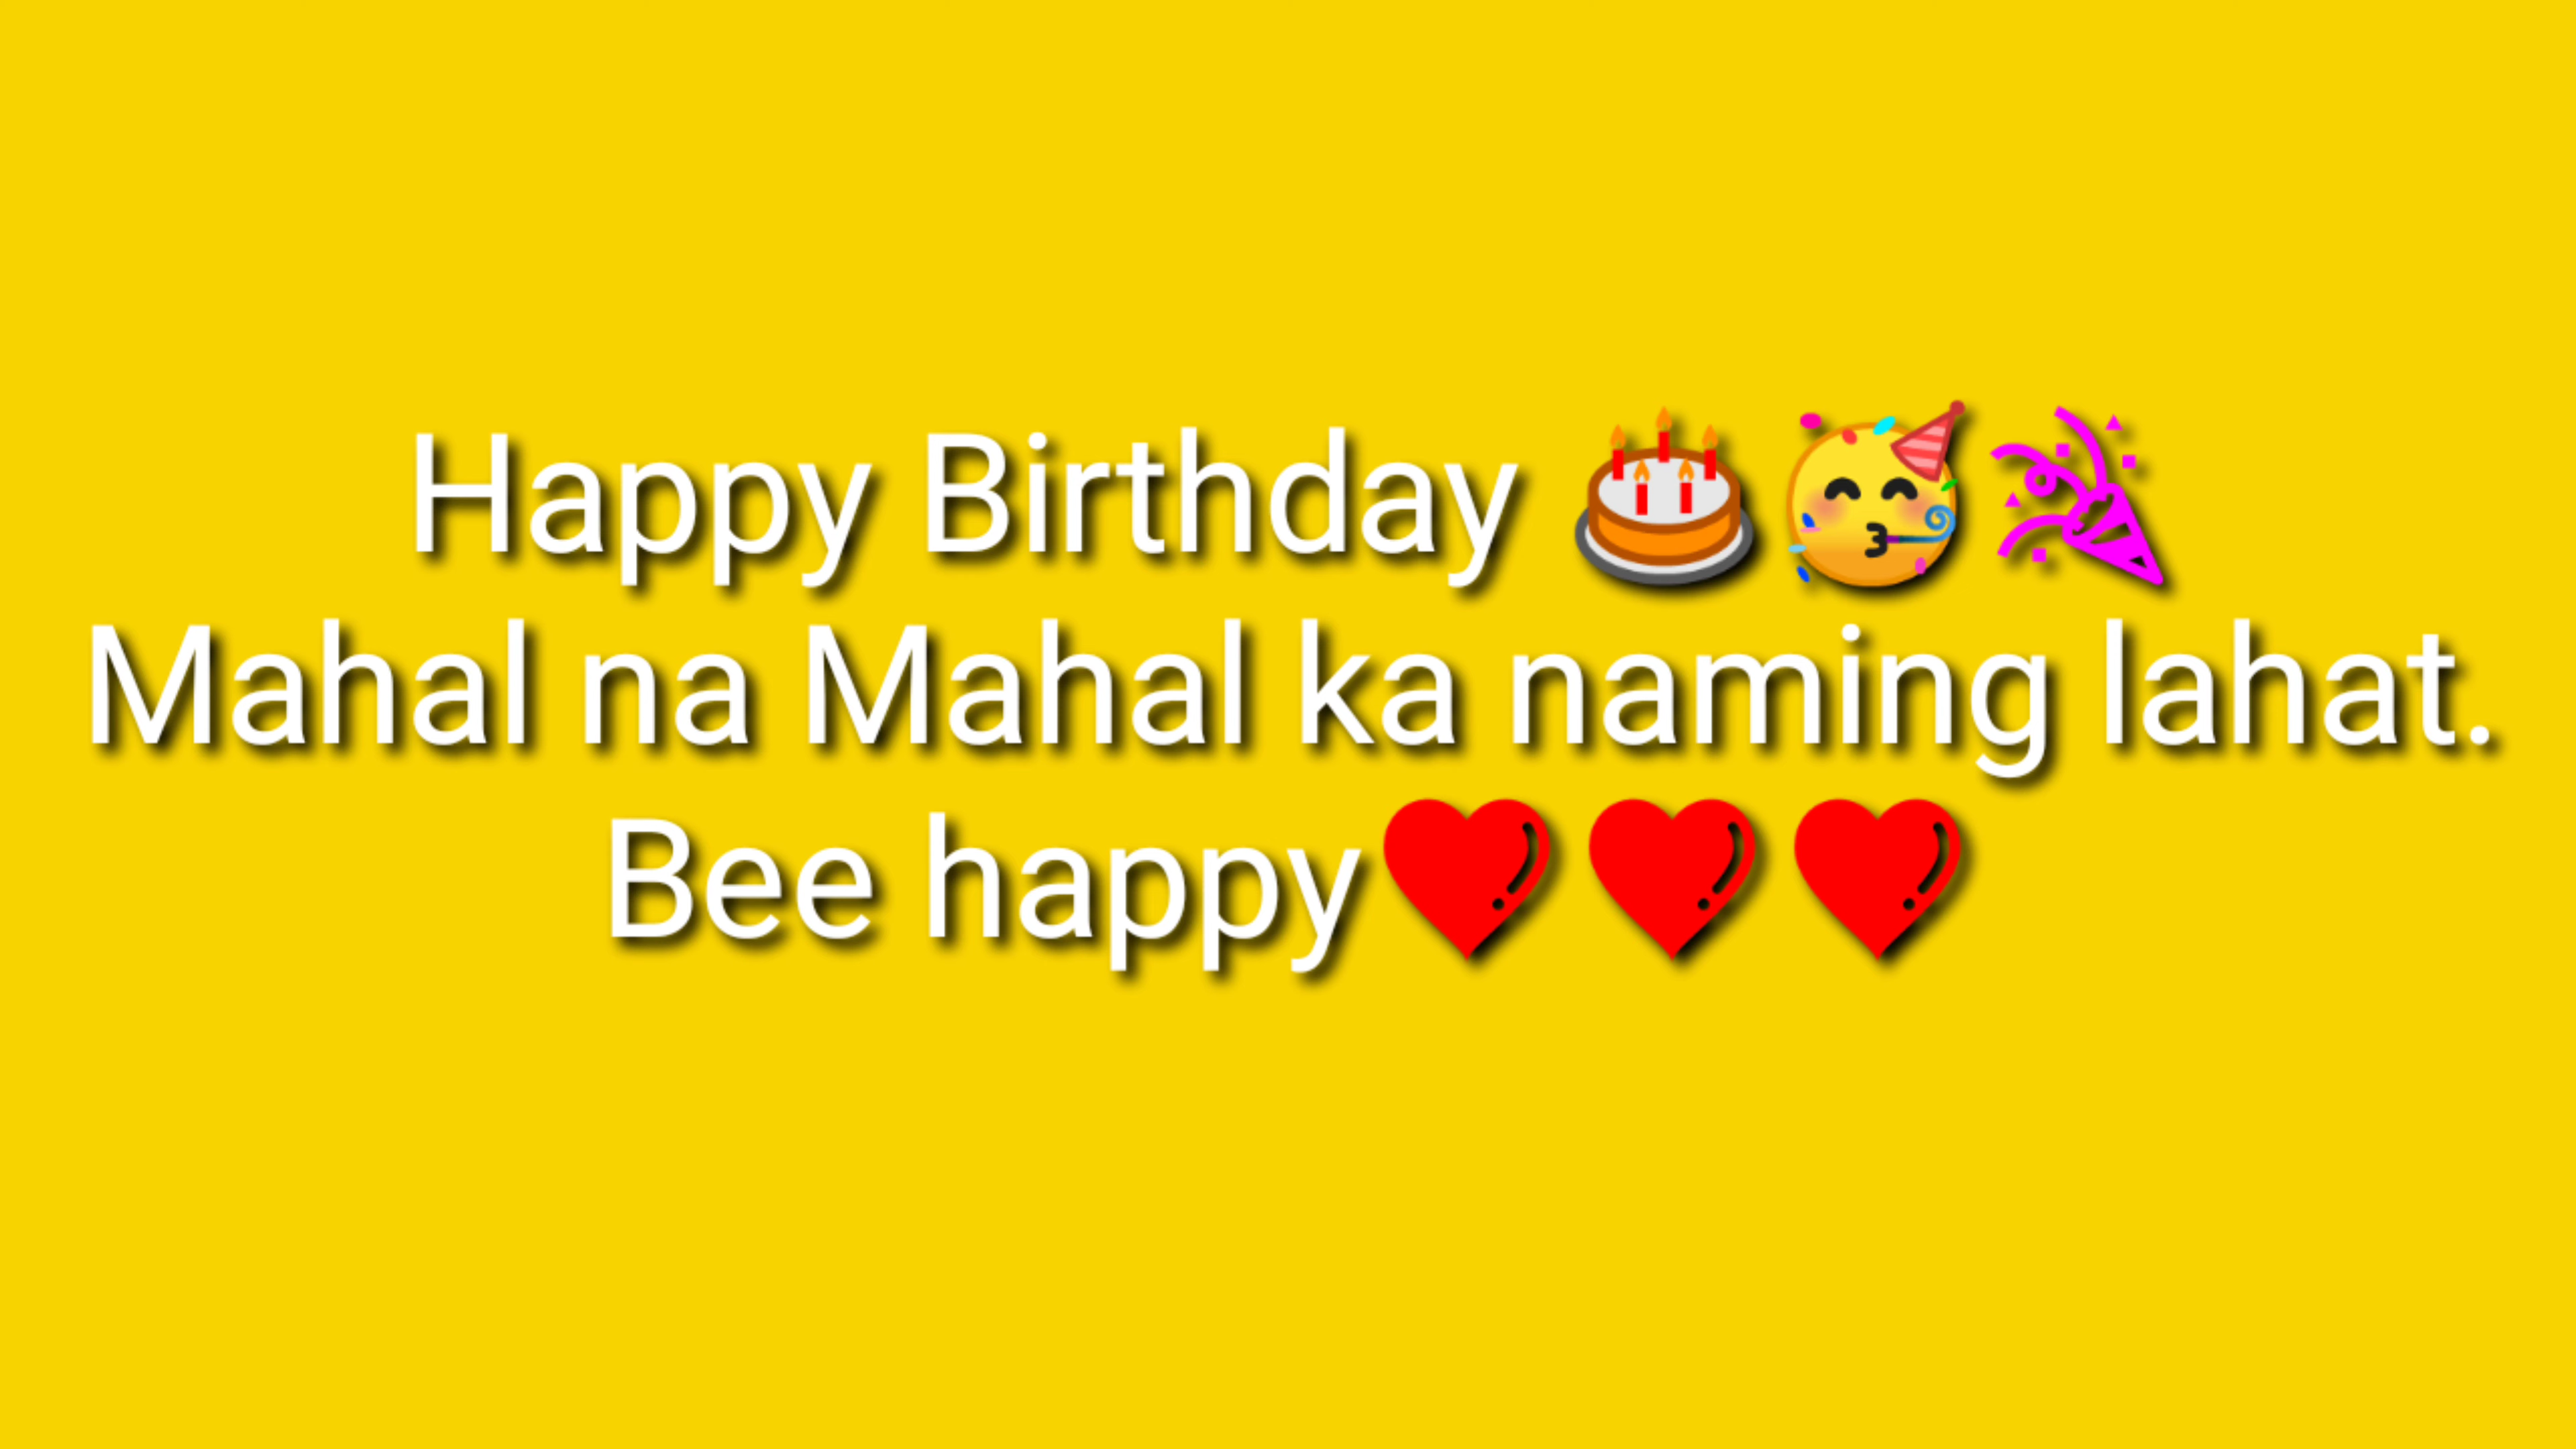 Happy Birthday 🎂🥳🎉
Mahal na Mahal ka naming lahat.
Bee happy❤️❤️❤️